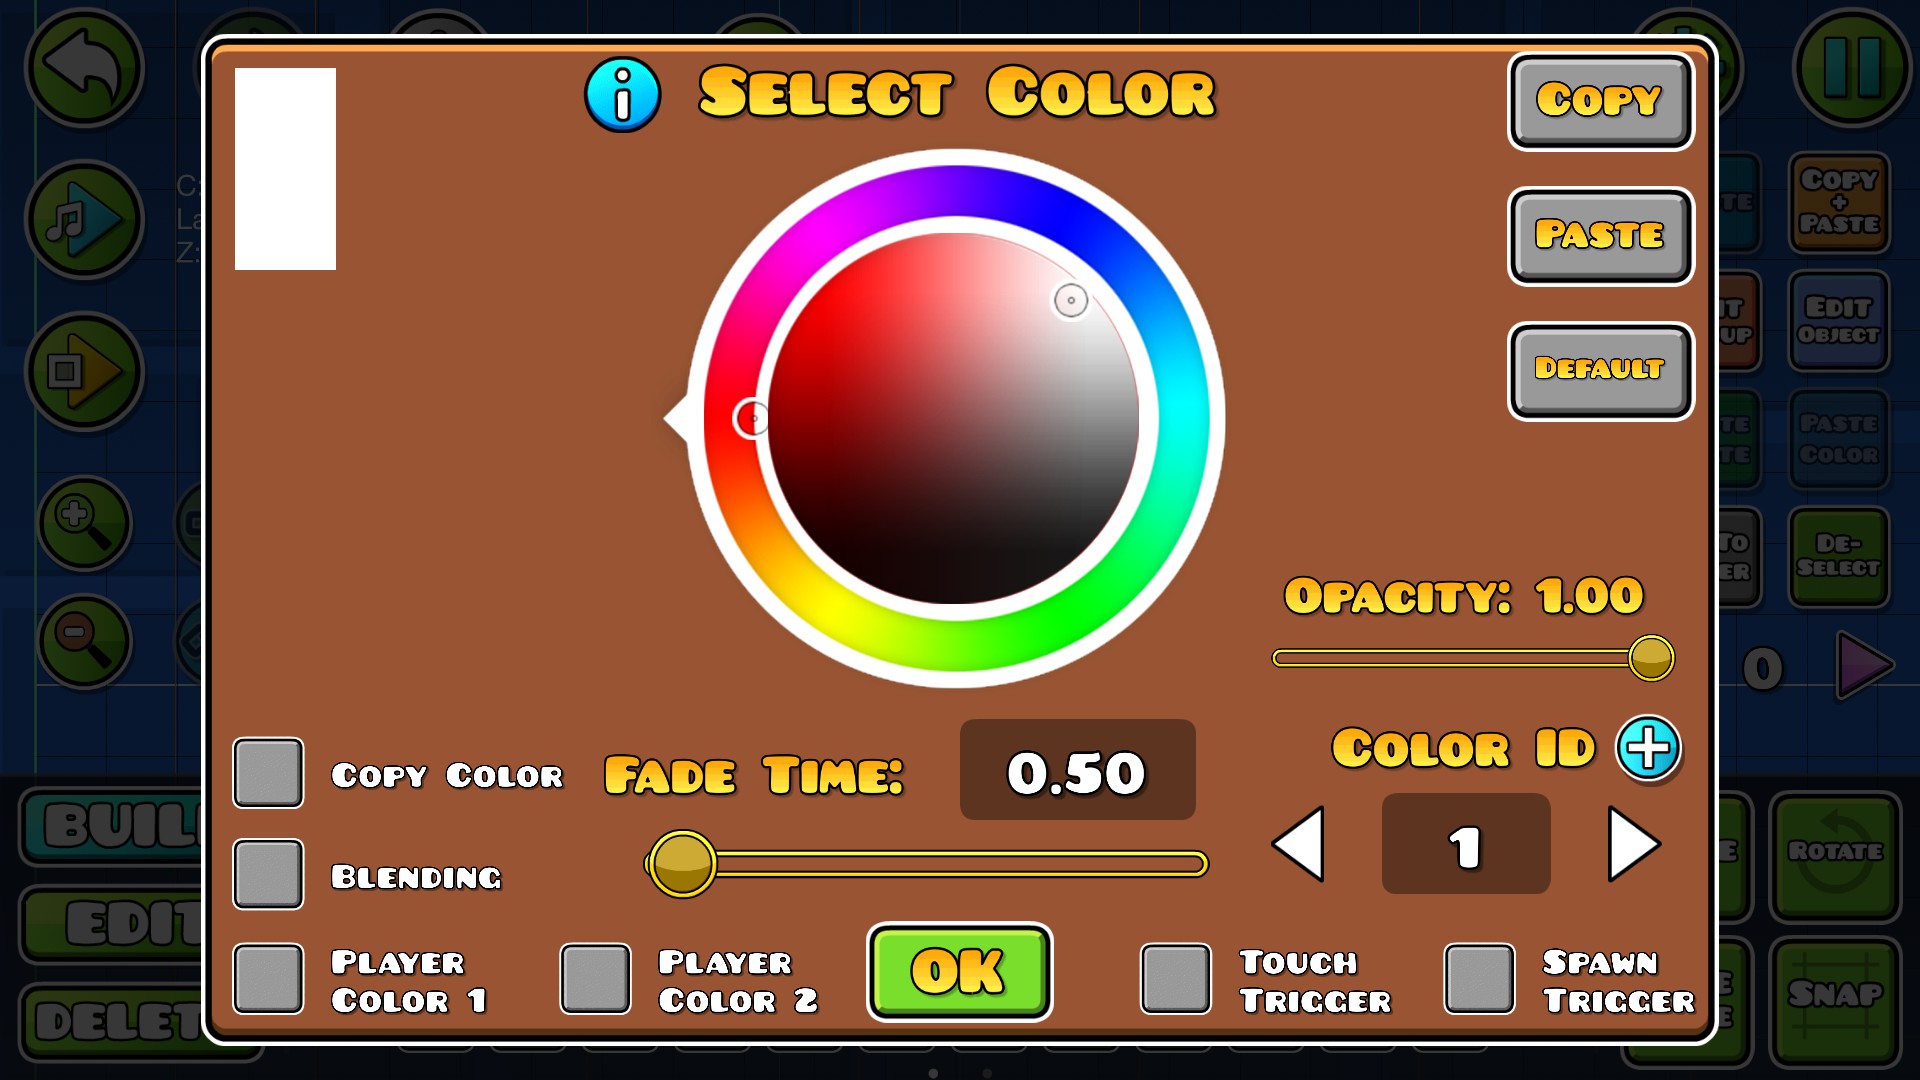 Select Color
Copy
Paste
Default
Copy
+
Paste
Edit
Object
Paste
Color
De-
Select
Opacity: 1.00
0
Color ID
1
Copy Color
Fade Time:
0.50
Blending
Player
Color 1
Player
Color 2
OK
Touch
Trigger
Spawn
Trigger
Rotate
Snap
Edit